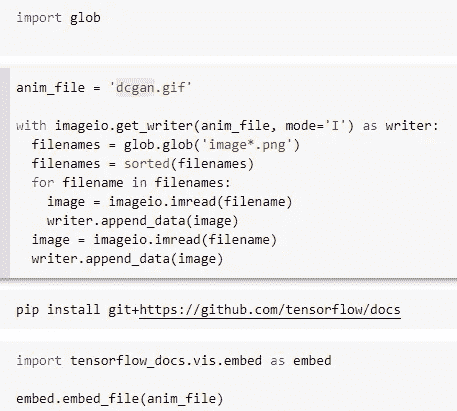 import glob
anim_file = 'dcgan.gif'
with imageio.get_writer(anim_file, mode='I') as writer:
  filenames = glob.glob('image*.png')
  filenames = sorted(filenames)
  for filename in filenames:
    image = imageio.imread(filename)
    writer.append_data(image)
  image = imageio.imread(filename)
  writer.append_data(image)
pip install git+https://github.com/tensorflow/docs
import tensorflow_docs.vis.embed as embed
embed.embed_file(anim_file)